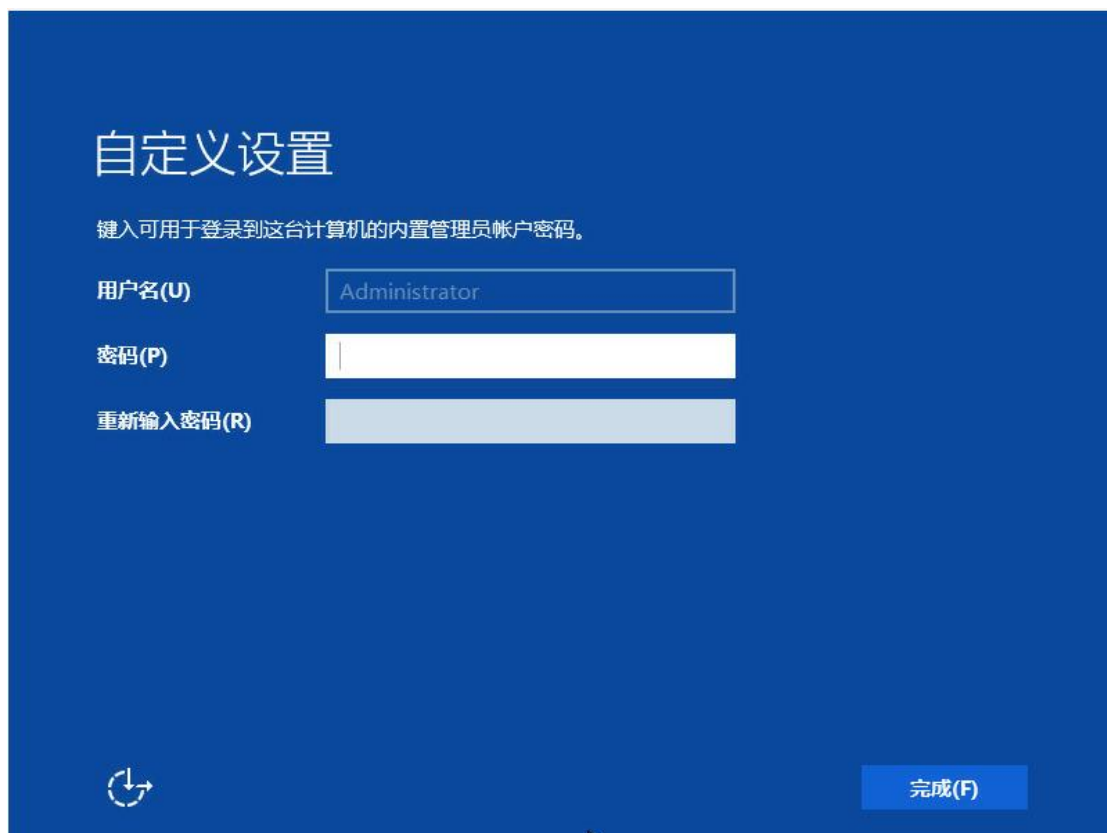 自定义设置
键入可用于登录到这台计算机的内置管理员帐户密码。
用户名(U) Administrator
密码(P)
重新输入密码(R)
完成(F)